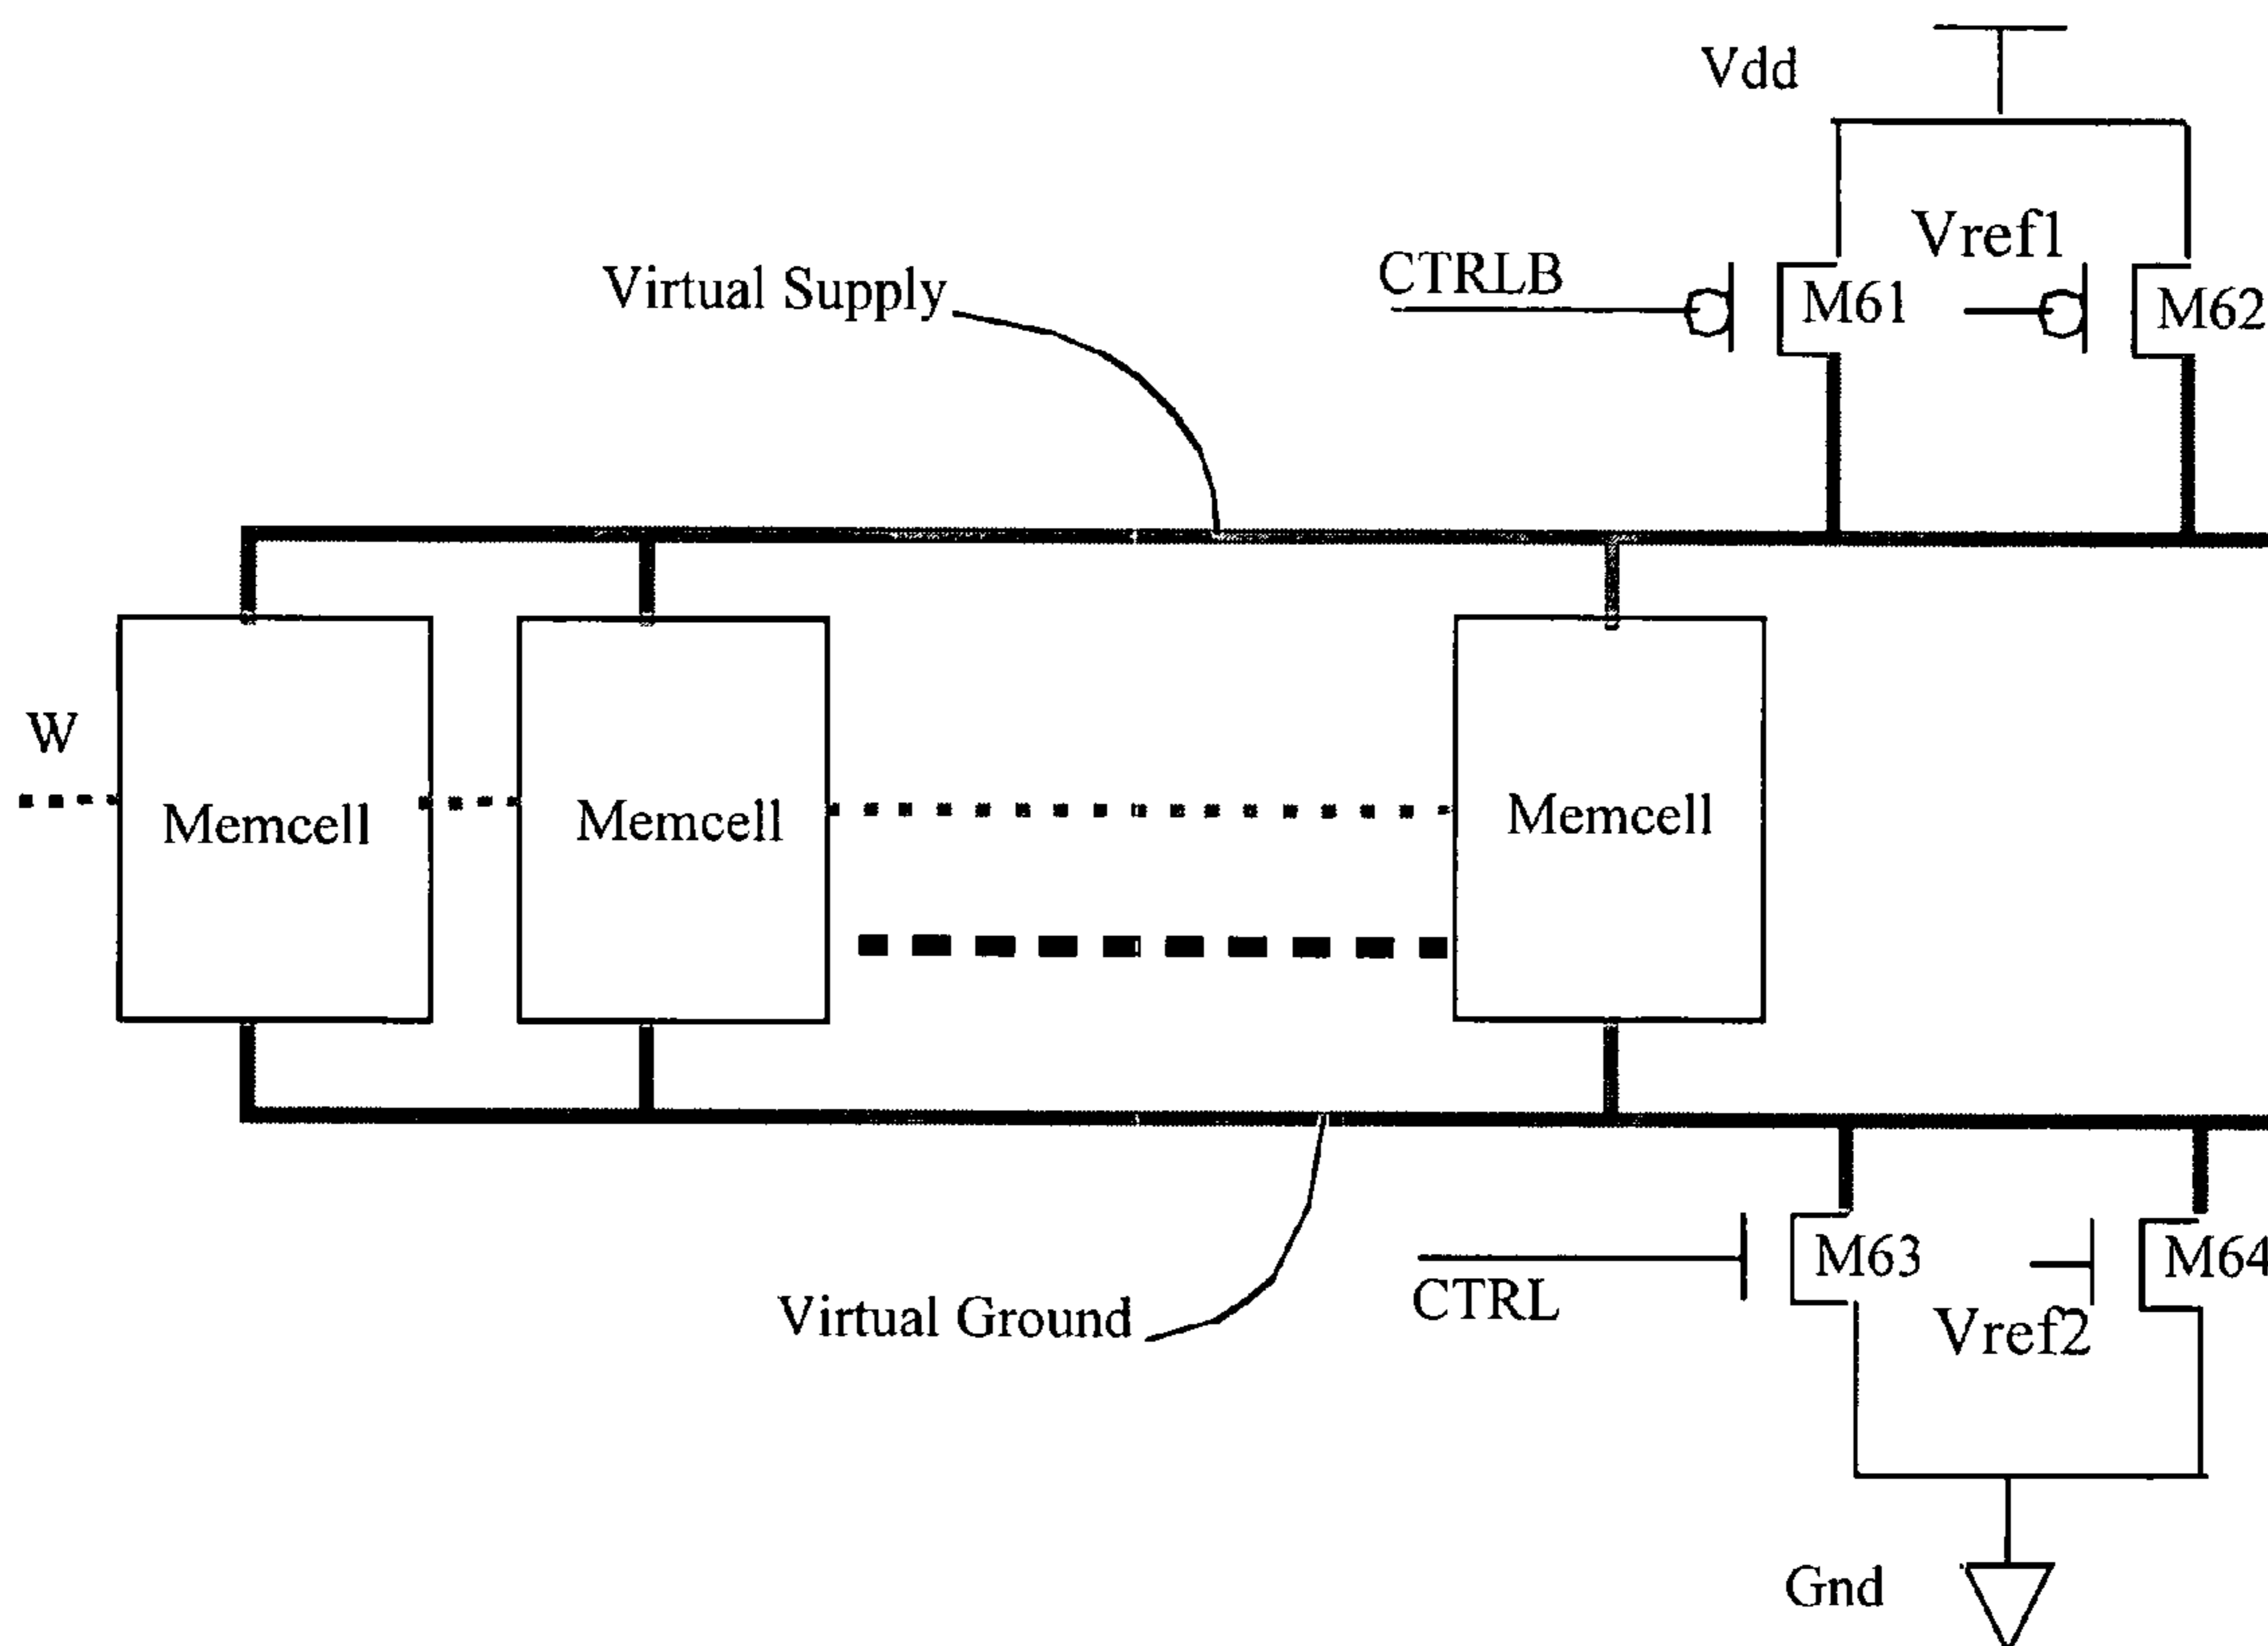 Vdd
Vref1
CTRLB
Virtual Supply
M61
M62
W
Memcell
Memcell
Memcell
M63
M64
CTRL
Virtual Ground
Vref2
Gnd